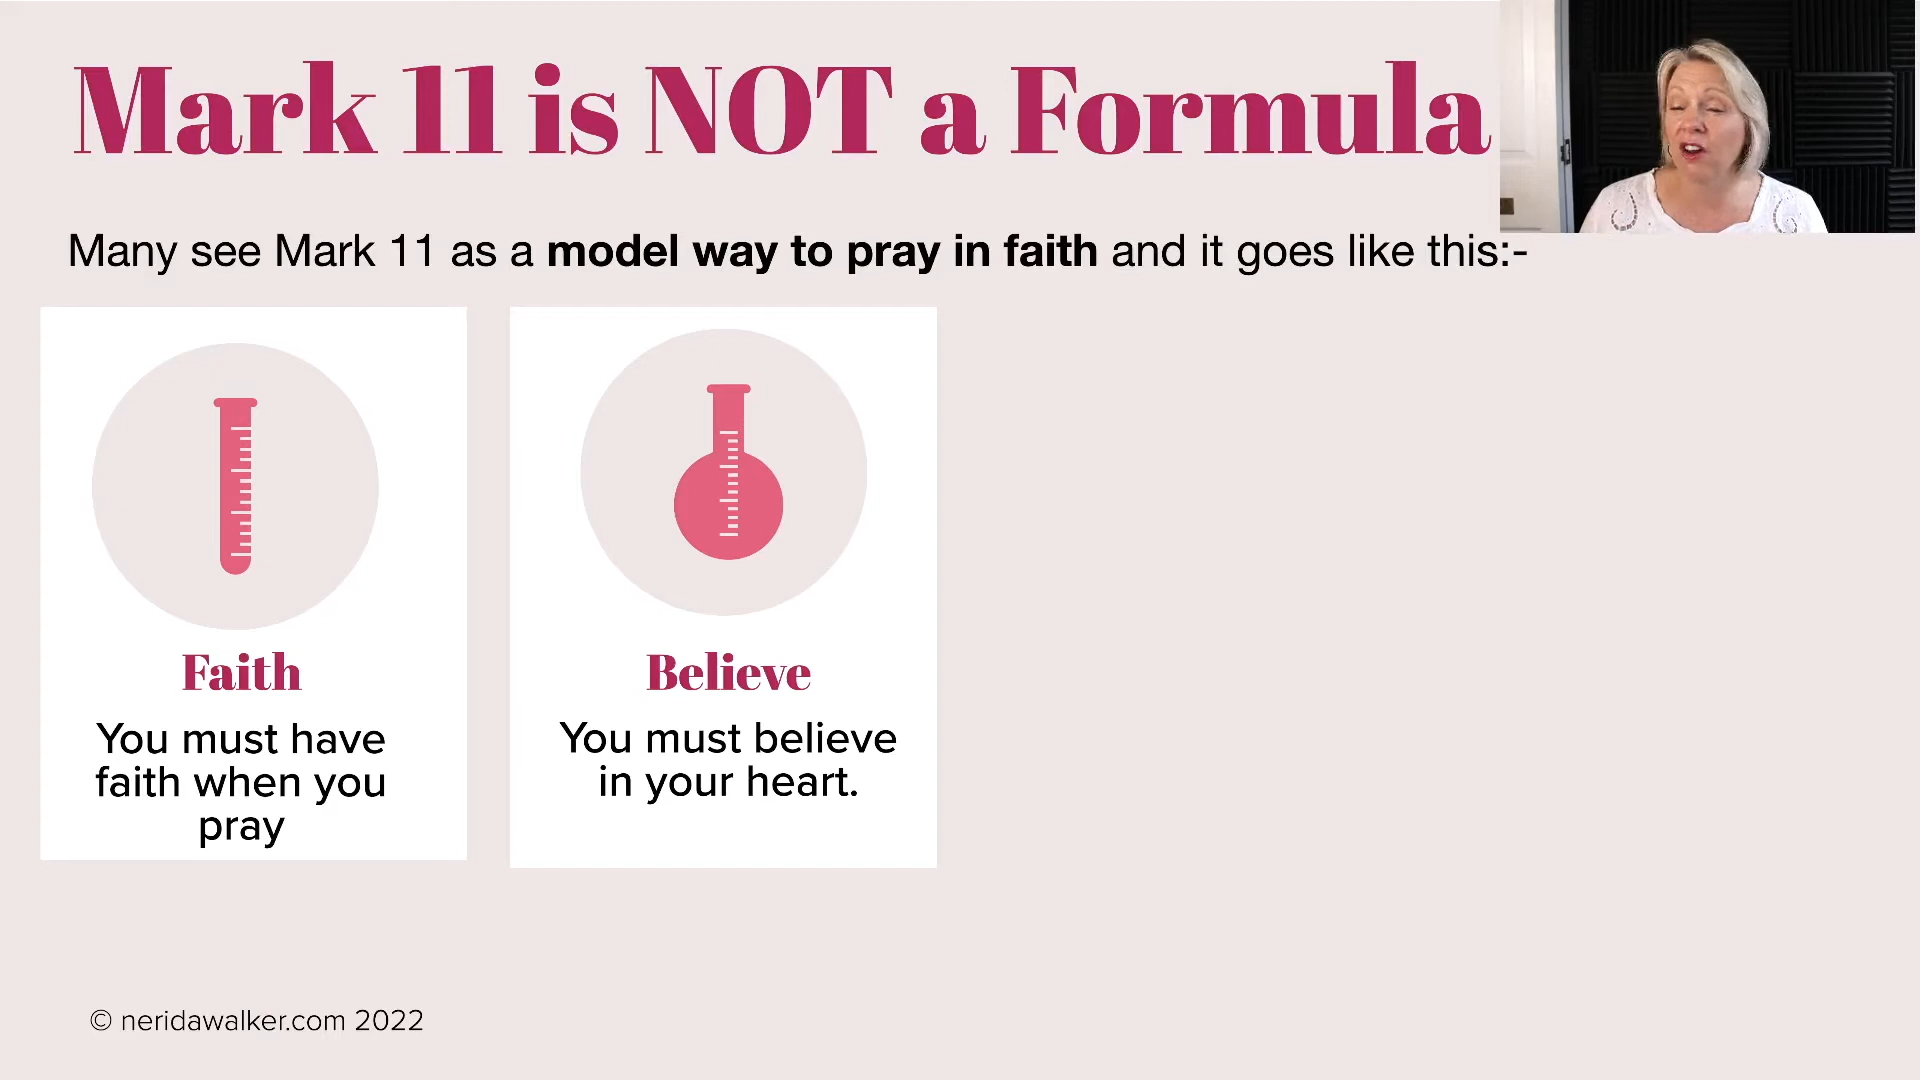 Mark 11 is NOT a Formula
Many see Mark 11 as a model way to pray in faith and it goes like this:-
Faith
You must have
faith when you
pray
Believe
You must believe
in your heart.
© neridawalker.com 2022